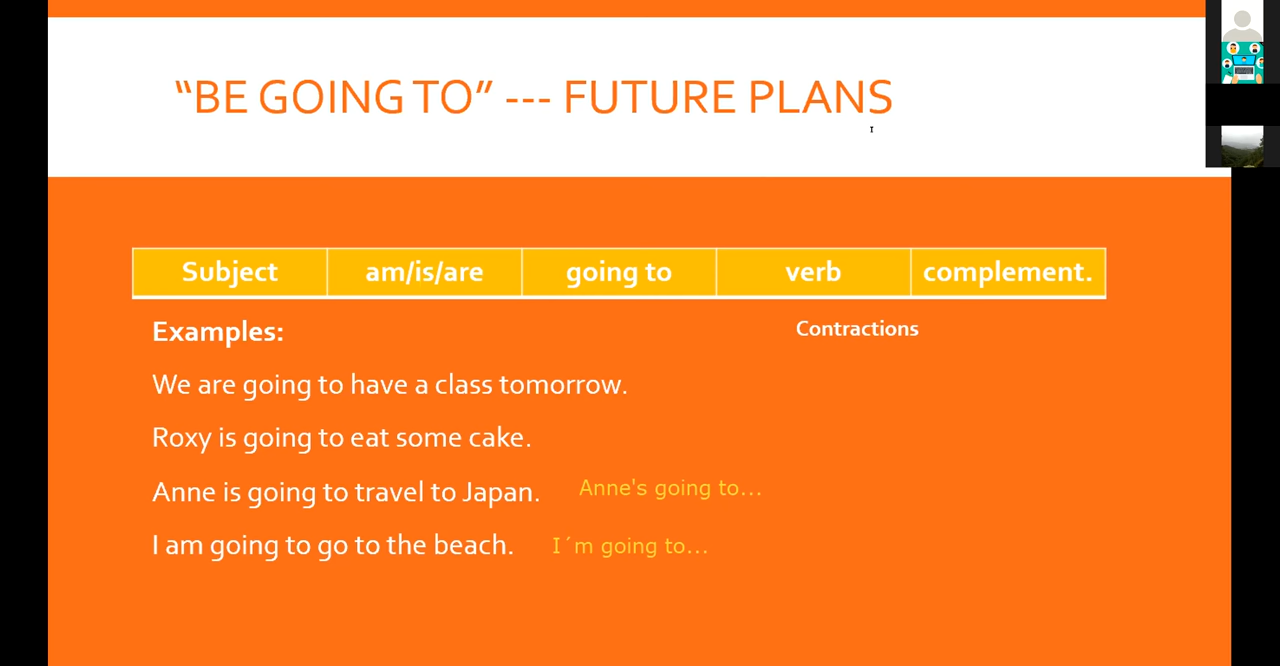 “BE GOING TO” --- FUTURE PLANS
Subject am/is/are going to verb complement.
Examples:
Contractions
We are going to have a class tomorrow.
Roxy is going to eat some cake.
Anne is going to travel to Japan.
Anne's going to...
I am going to go to the beach.
I´m going to...